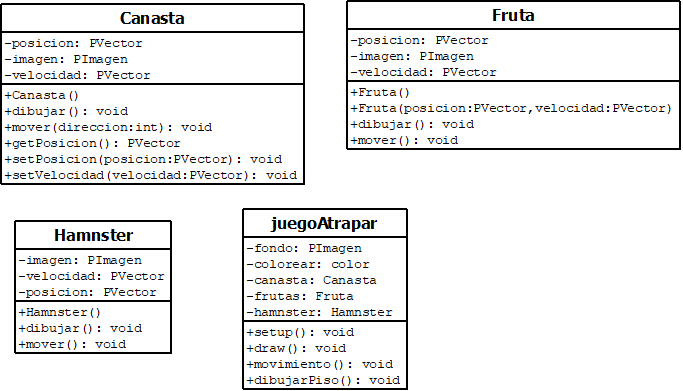 Canasta
-posicion: PVector
-imagen: PImagen
-velocidad: PVector
+Canasta()
+dibujar(): void
+mover(direccion:int): void
+getPosicion(): PVector
+setPosicion(posicion:PVector): void
+setVelocidad(velocidad:PVector): void
Fruta
-posicion: PVector
-imagen: PImagen
-velocidad: PVector
+Fruta()
+Fruta(posicion:PVector,velocidad:PVector)
+dibujar(): void
+mover(): void
Hamnster
-imagen: PImagen
-velocidad: PVector
-posicion: PVector
+Hamnster()
+dibujar(): void
+mover(): void
juegoAtrapar
-fondo: PImagen
-colorear: color
-canasta: Canasta
-frutas: Fruta
-hamnster: Hamnster
+setup(): void
+draw(): void
+movimiento(): void
+dibujarPiso(): void